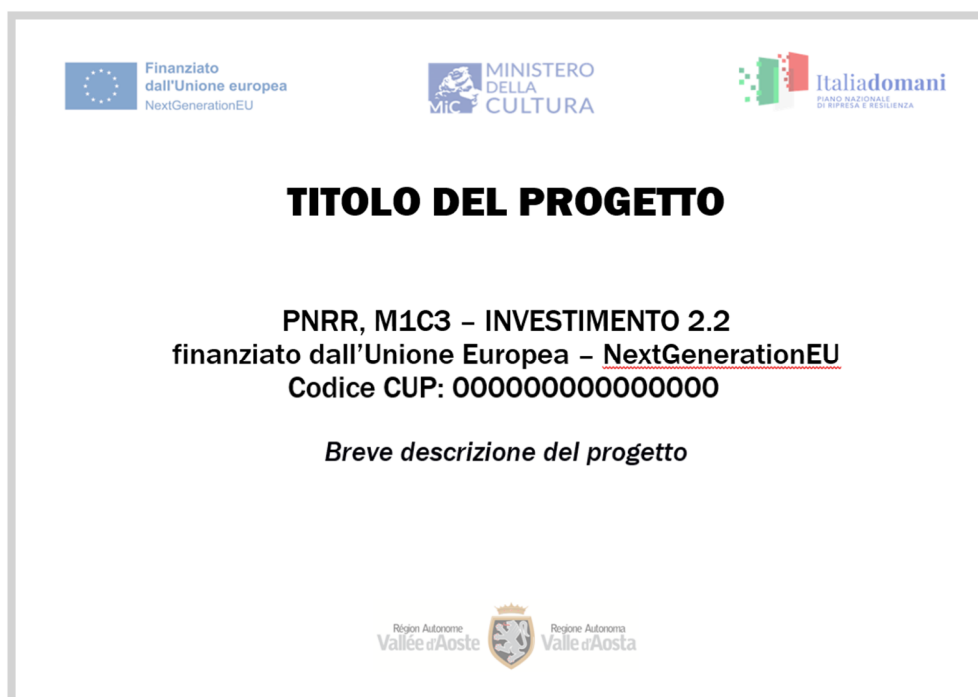 Finanziato
dall'Unione europea
NextGenerationEU
MiC
MINISTERO
DELLA
CULTURA
Italiadomani
PIANO NAZIONALE
DI RIPRESA E RESILIENZA
TITOLO DEL PROGETTO
PNRR, M1C3 – INVESTIMENTO 2.2
finanziato dall’Unione Europea – NextGenerationEU
Codice CUP: 000000000000000
Breve descrizione del progetto
Région Autonome
Vallée d'Aoste
Regione Autonoma
Valle d'Aosta